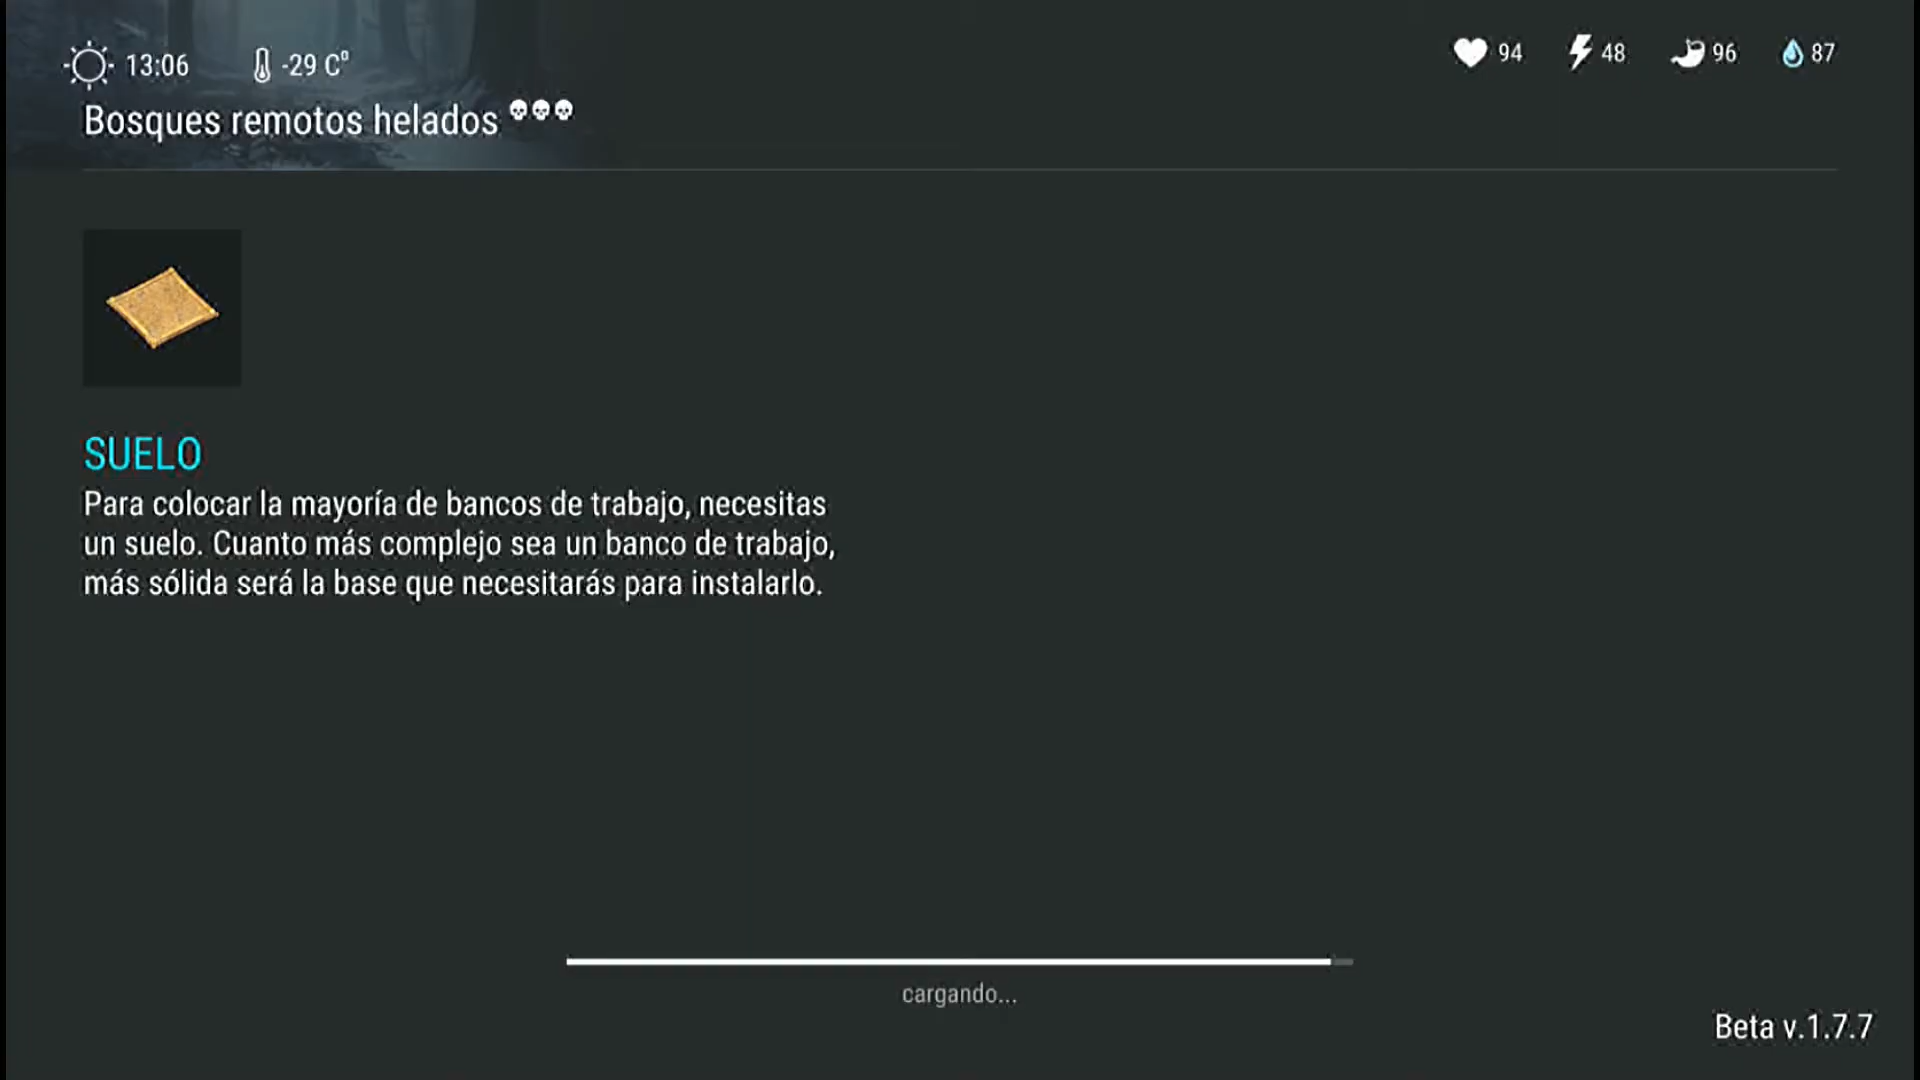 13:06
-29 Cº
94
48
96
87
Bosques remotos helados
SUELO
Para colocar la mayoría de bancos de trabajo, necesitas
un suelo. Cuanto más complejo sea un banco de trabajo,
más sólida será la base que necesitarás para instalarlo.
cargando...
Beta v.1.7.7